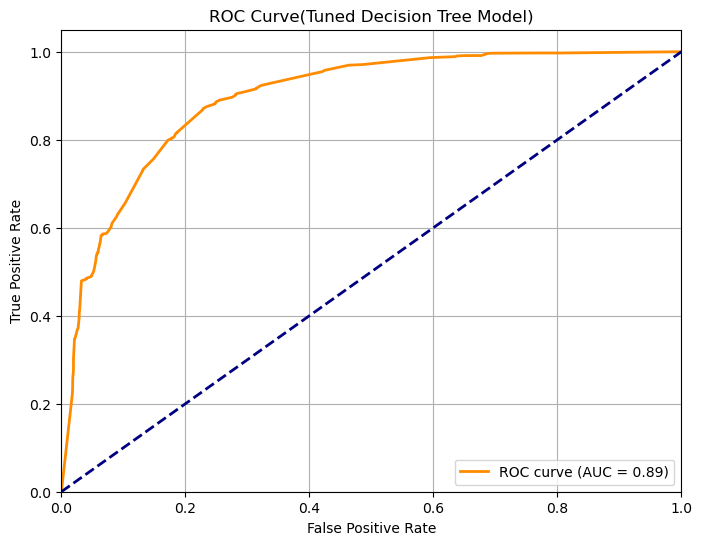 ROC Curve(Tuned Decision Tree Model)
1.0
0.8
0.6
0.4
0.2
0.0
True Positive Rate
ROC curve (AUC = 0.89)
0.0 0.2 0.4 0.6 0.8 1.0
False Positive Rate